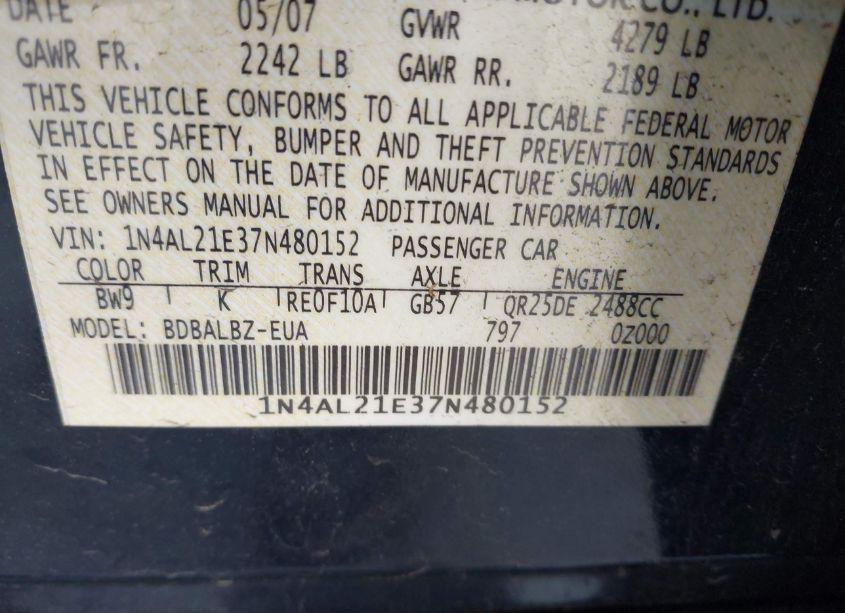 DATE 05/07 GVWR 4279 LB
GAWR FR. 2242 LB GAWR RR. 2189 LB
THIS VEHICLE CONFORMS TO ALL APPLICABLE FEDERAL MOTOR
VEHICLE SAFETY, BUMPER AND THEFT PREVENTION STANDARDS
IN EFFECT ON THE DATE OF MANUFACTURE SHOWN ABOVE.
SEE OWNERS MANUAL FOR ADDITIONAL INFORMATION.
VIN: 1N4AL21E37N480152 PASSENGER CAR
COLOR TRIM TRANS AXLE ENGINE
BW9 K RE0F10A GB57 QR25DE 2488CC
MODEL: BDBALBZ-EUA 797 0Z000
1N4AL21E37N480152